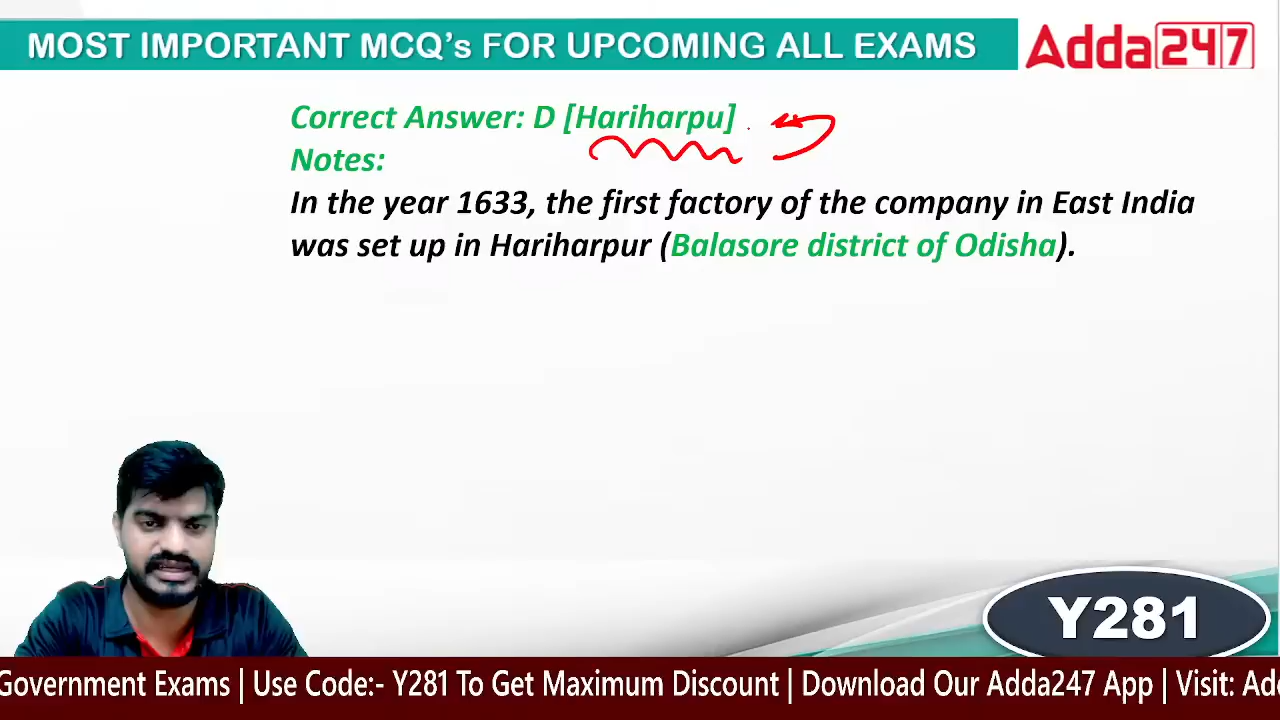 MOST IMPORTANT MCQ's FOR UPCOMING ALL EXAMS
Adda247
Correct Answer: D [Hariharpu]
Notes:
In the year 1633, the first factory of the company in East India
was set up in Hariharpur (Balasore district of Odisha).
Y281
Government Exams | Use Code:- Y281 To Get Maximum Discount | Download Our Adda247 App | Visit: Ad